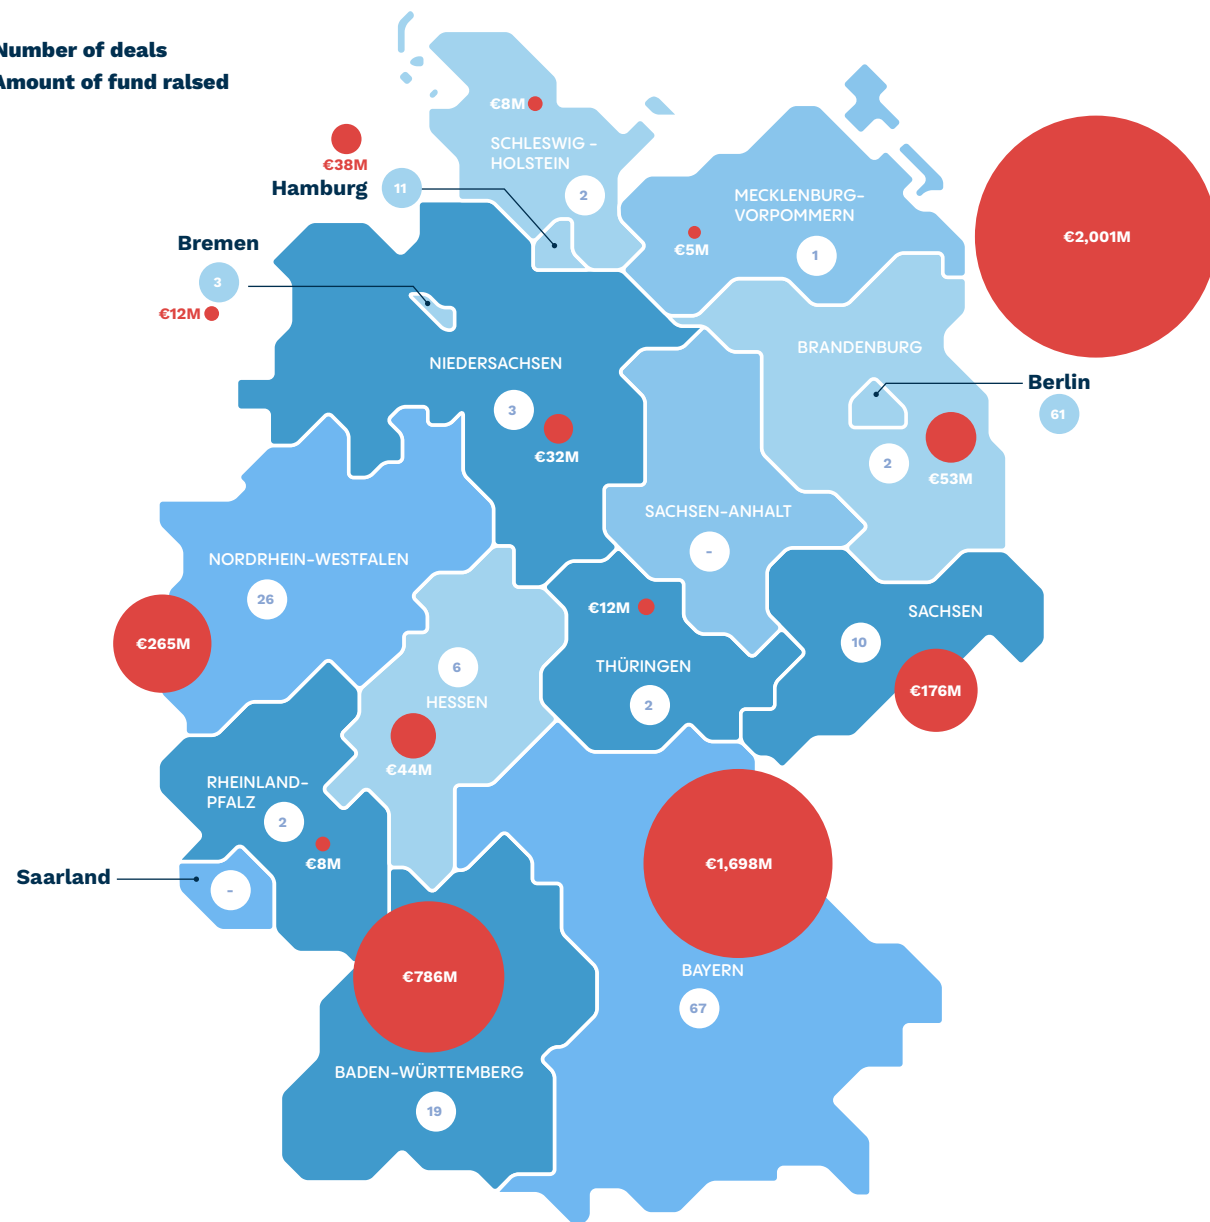 Number of deals
Amount of fund ralsed
€8M
SCHLESWIG -
HOLSTEIN
2
€38M
Hamburg
11
MECKLENBURG-
VORPOMMERN
€5M
1
€2,001M
Bremen
3
€12M
NIEDERSACHSEN
3
€32M
BRANDENBURG
Berlin
61
2
€53M
SACHSEN-ANHALT
-
NORDRHEIN-WESTFALEN
26
€265M
€12M
THÜRINGEN
2
SACHSEN
10
€176M
6
HESSEN
€44M
RHEINLAND-
PFALZ
2
€8M
Saarland
-
€1,698M
BAYERN
67
€786M
BADEN-WÜRTTEMBERG
19